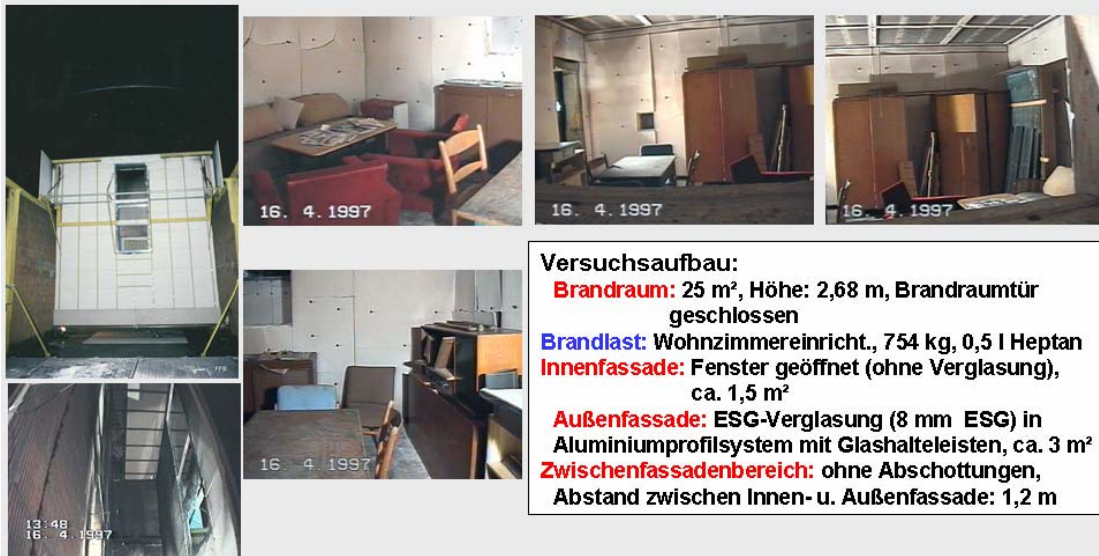 16. 4.1997
16. 4.1997
16. 4.1997
16. 4.1997
13:48
16. 4.1997
Versuchsaufbau:
Brandraum: 25 m², Höhe: 2,68 m, Brandraumtür
geschlossen
Brandlast: Wohnzimmereinricht., 754 kg, 0,5 l Heptan
Innenfassade: Fenster geöffnet (ohne Verglasung),
ca. 1,5 m²
Außenfassade: ESG-Verglasung (8 mm  ESG) in
Aluminiumprofilsystem mit Glashalteleisten, ca. 3 m²
Zwischenfassadenbereich: ohne Abschottungen,
Abstand zwischen Innen- u. Außenfassade: 1,2 m